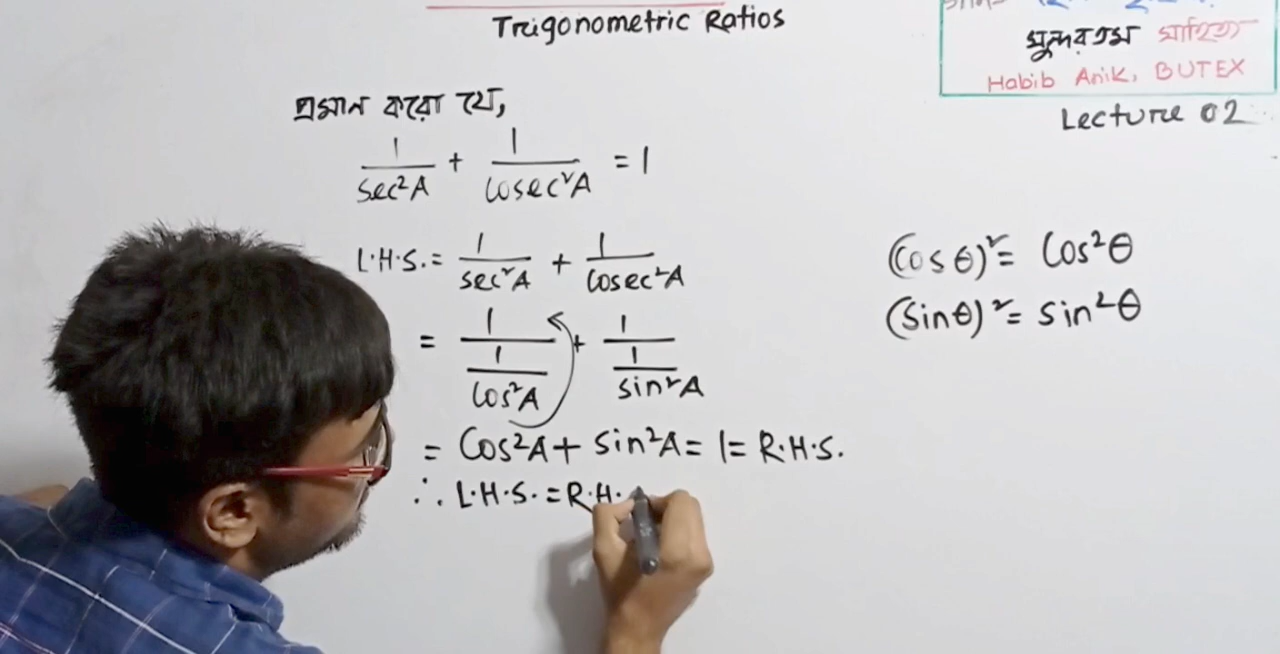 Trigonometric Ratios
সুন্দরতম সাহিত্য
Habib Anik, BUTEX
Lecture 02
প্রমান করো যে,
1/sec²A + 1/cosec²A = 1
L.H.S. = 1/sec²A + 1/cosec²A
= 1/(1/cos²A) + 1/(1/sin²A)
= Cos²A + Sin²A = 1 = R.H.S.
∴ L.H.S. = R.H.
(Cos θ)² = Cos²θ
(Sinθ)² = Sin²θ